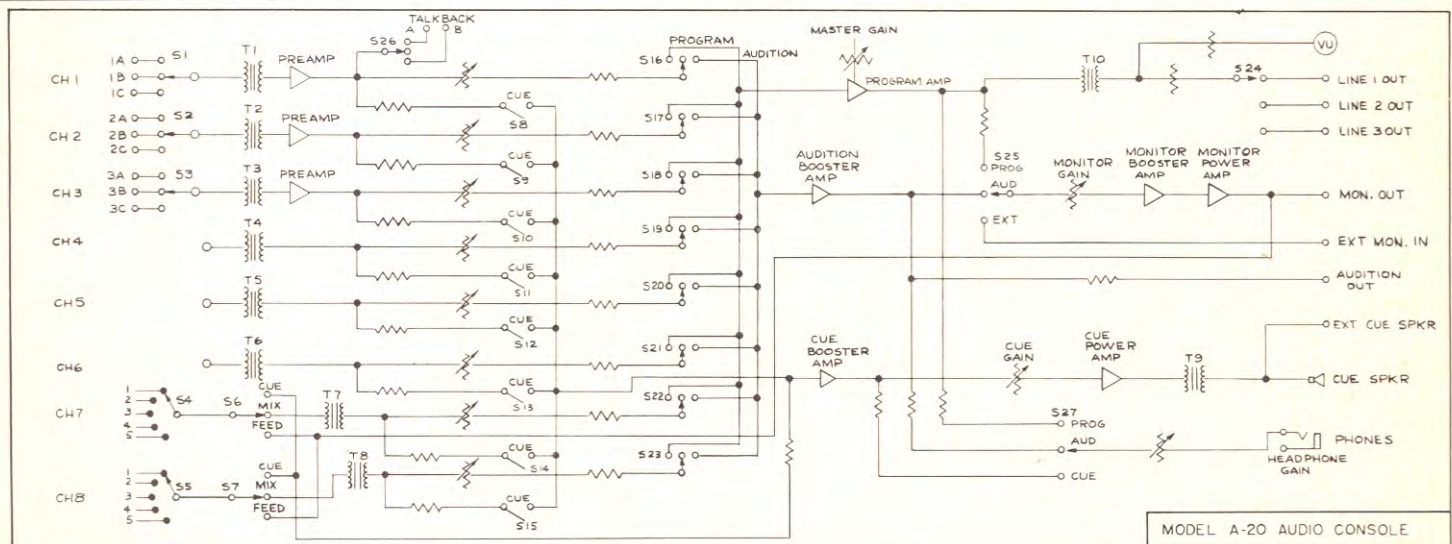 TALKBACK
A B
S26
PROGRAM
AUDITION
MASTER GAIN
PROGRAM AMP
T10
VU
S24
LINE 1 OUT
LINE 2 OUT
LINE 3 OUT
CH 1
1A
1B
1C
S1
T1
PREAMP
S16
CUE
S8
CH 2
2A
2B
2C
S2
T2
PREAMP
S17
CUE
S9
CH 3
3A
3B
3C
S3
T3
PREAMP
S18
CUE
S10
AUDITION
BOOSTER
AMP
S25
PROG
AUD
EXT
MONITOR
GAIN
MONITOR
BOOSTER
AMP
MONITOR
POWER
AMP
MON. OUT
EXT MON. IN
AUDITION
OUT
CH4
T4
S19
CUE
S11
CH5
T5
S20
CUE
S12
CH6
T6
S21
CUE
S13
CUE
BOOSTER
AMP
CUE
GAIN
CUE
POWER
AMP
T9
EXT CUE SPKR
CUE SPKR
CH7
1
2
3
4
5
S4
S6
CUE
MIX
FEED
T7
S22
CUE
S14
CH8
1
2
3
4
5
S5
S7
CUE
MIX
FEED
T8
S23
CUE
S15
S27
PROG
AUD
CUE
PHONES
HEADPHONE
GAIN
MODEL A-20 AUDIO CONSOLE